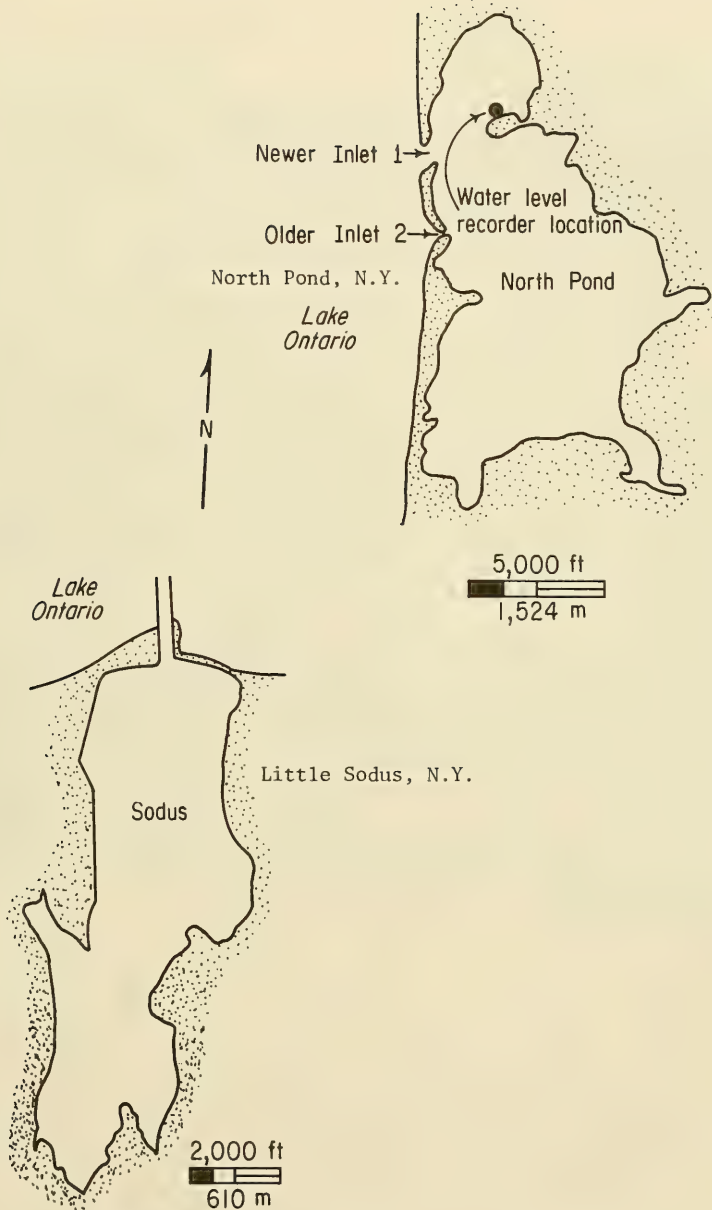 Newer Inlet 1
Water level
recorder location
Older Inlet 2
North Pond, N.Y.
North Pond
Lake
Ontario
N
5,000 ft
1,524 m
Lake
Ontario
Little Sodus, N.Y.
Sodus
2,000 ft
610 m